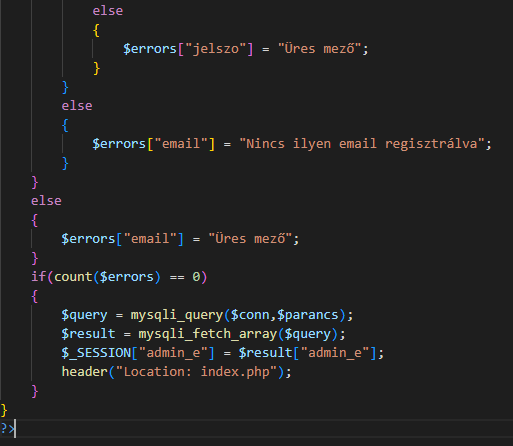 else
{
$errors["jelszo"] = "Üres mező";
}
}
else
{
$errors["email"] = "Nincs ilyen email regisztrálva";
}
}
else
{
$errors["email"] = "Üres mező";
}
if(count($errors) == 0)
{
$query = mysqli_query($conn,$parancs);
$result = mysqli_fetch_array($query);
$_SESSION["admin_e"] = $result["admin_e"];
header("Location: index.php");
}
}
?>